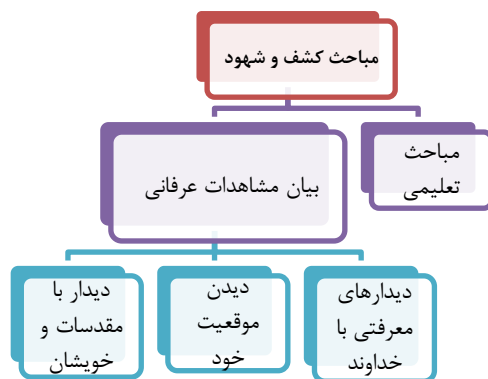 مباحث کشف و شهود
مباحث
تعلیمی
بیان مشاهدات عرفانی
دیدارهای
معرفتی با
خداوند
دیدن
موقعیت
خود
دیدار با
مقدسات و
خویشان